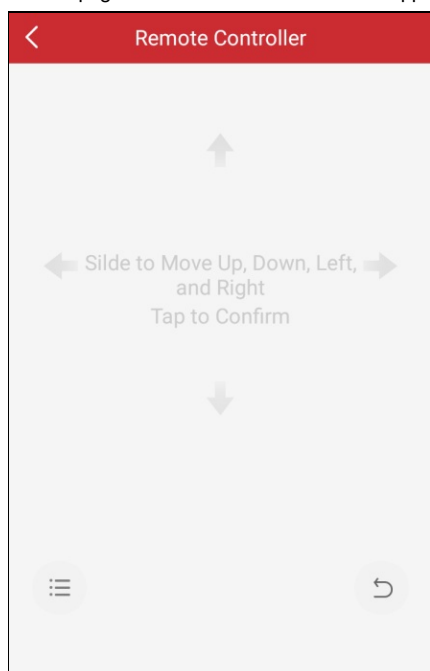 Remote Controller
Silde to Move Up, Down, Left,
and Right
Tap to Confirm